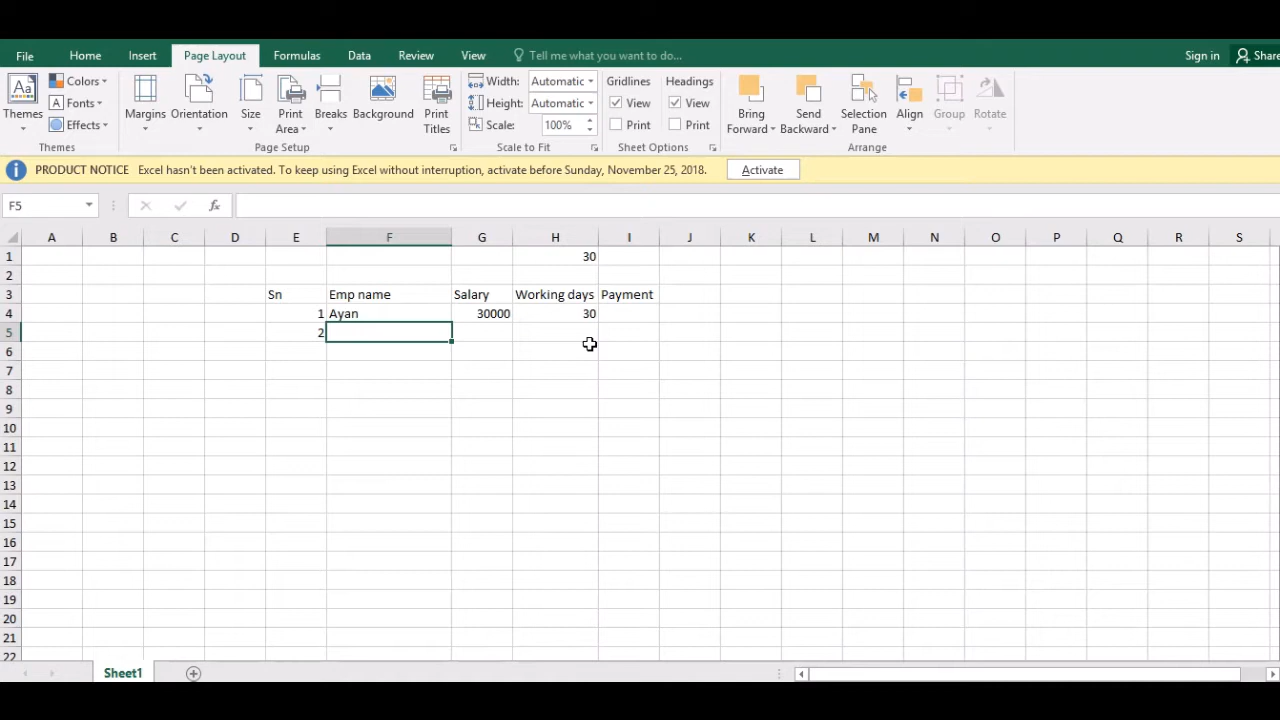 File Home Insert Page Layout Formulas Data Review View Tell me what you want to do... Sign in Share
Aa Colors Width: Automatic Gridlines Headings
Fonts Height: Automatic View View
Themes Margins Orientation Size Print Breaks Background Print Bring Send Selection Align Group Rotate
Effects Area Titles Scale: 100% Print Print Forward Backward Pane
Themes Page Setup Scale to Fit Sheet Options Arrange
i PRODUCT NOTICE Excel hasn't been activated. To keep using Excel without interruption, activate before Sunday, November 25, 2018. Activate
F5 fx
A B C D E F G H I J K L M N O P Q R S
1 30
2
3 Sn Emp name Salary Working days Payment
4 1 Ayan 30000 30
5 2
6
7
8
9
10
11
12
13
14
15
16
17
18
19
20
21
22
Sheet1